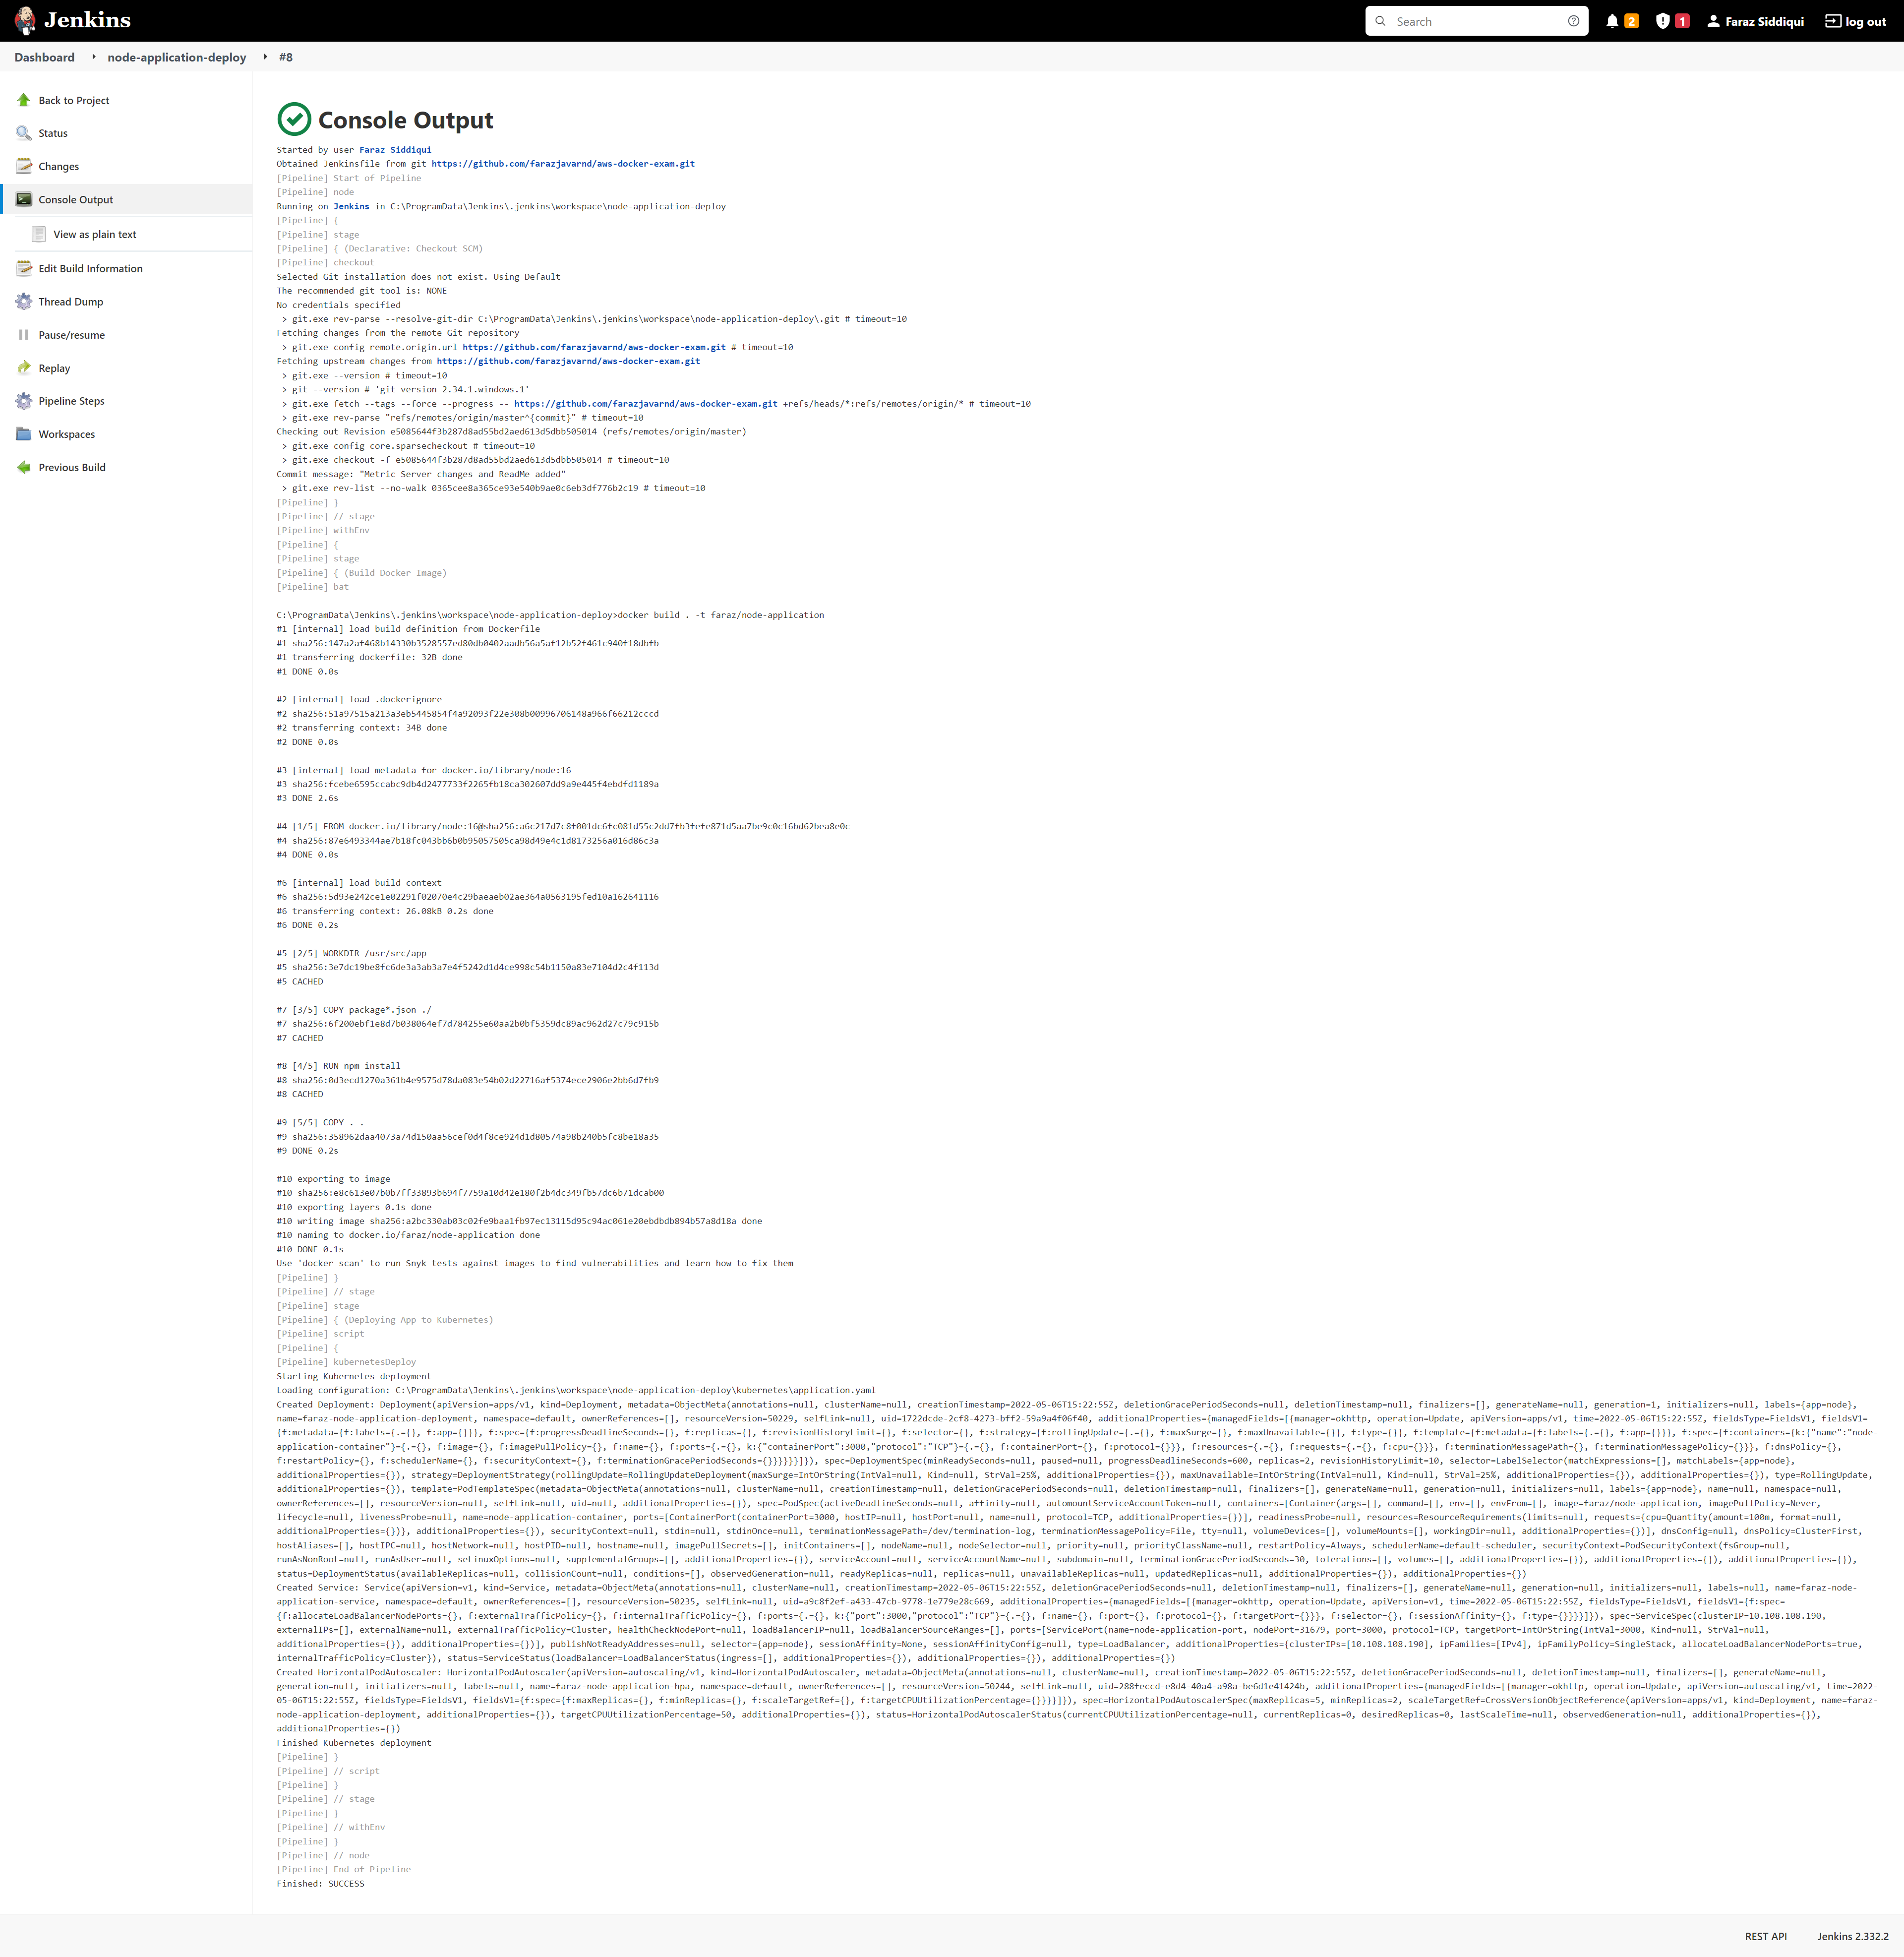 Jenkins
Search
2
1
Faraz Siddiqui
log out
Dashboard
node-application-deploy
#8
Back to Project
Status
Changes
Console Output
View as plain text
Edit Build Information
Thread Dump
Pause/resume
Replay
Pipeline Steps
Workspaces
Previous Build
Console Output
Started by user Faraz Siddiqui
Obtained Jenkinsfile from git https://github.com/farazjavarnd/aws-docker-exam.git
[Pipeline] Start of Pipeline
[Pipeline] node
Running on Jenkins in C:\ProgramData\Jenkins\.jenkins\workspace\node-application-deploy
[Pipeline] {
[Pipeline] stage
[Pipeline] { (Declarative: Checkout SCM)
[Pipeline] checkout
Selected Git installation does not exist. Using Default
The recommended git tool is: NONE
No credentials specified
> git.exe rev-parse --resolve-git-dir C:\ProgramData\Jenkins\.jenkins\workspace\node-application-deploy\.git # timeout=10
Fetching changes from the remote Git repository
> git.exe config remote.origin.url https://github.com/farazjavarnd/aws-docker-exam.git # timeout=10
Fetching upstream changes from https://github.com/farazjavarnd/aws-docker-exam.git
> git.exe --version # timeout=10
> git --version # 'git version 2.34.1.windows.1'
> git.exe fetch --tags --force --progress -- https://github.com/farazjavarnd/aws-docker-exam.git +refs/heads/*:refs/remotes/origin/* # timeout=10
> git.exe rev-parse "refs/remotes/origin/master^{commit}" # timeout=10
Checking out Revision e5085644f3b287d8ad55bd2aed613d5dbb505014 (refs/remotes/origin/master)
> git.exe config core.sparsecheckout # timeout=10
> git.exe checkout -f e5085644f3b287d8ad55bd2aed613d5dbb505014 # timeout=10
Commit message: "Metric Server changes and ReadMe added"
> git.exe rev-list --no-walk 0365cee8a365ce93e540b9ae0c6eb3df776b2c19 # timeout=10
[Pipeline] }
[Pipeline] // stage
[Pipeline] withEnv
[Pipeline] {
[Pipeline] stage
[Pipeline] { (Build Docker Image)
[Pipeline] bat
C:\ProgramData\Jenkins\.jenkins\workspace\node-application-deploy>docker build . -t faraz/node-application
#1 [internal] load build definition from Dockerfile
#1 sha256:147a2af468b14330b3528557ed80db0402aadb56a5af12b52f461c940f18dbfb
#1 transferring dockerfile: 32B done
#1 DONE 0.0s
#2 [internal] load .dockerignore
#2 sha256:51a97515a213a3eb5445854f4a92093f22e308b00996706148a966f66212cccd
#2 transferring context: 34B done
#2 DONE 0.0s
#3 [internal] load metadata for docker.io/library/node:16
#3 sha256:fcebe6595ccabc9db4d2477733f2265fb18ca302607dd9a9e445f4ebdfd1189a
#3 DONE 2.6s
#4 [1/5] FROM docker.io/library/node:16@sha256:a6c217d7c8f001dc6fc081d55c2dd7fb3fefe871d5aa7be9c0c16bd62bea8e0c
#4 sha256:87e6493344ae7b18fc043bb6b0b95057505ca98d49e4c1d8173256a016d86c3a
#4 DONE 0.0s
#6 [internal] load build context
#6 sha256:5d93e242ce1e02291f02070e4c29baeaeb02ae364a0563195fed10a162641116
#6 transferring context: 26.08kB 0.2s done
#6 DONE 0.2s
#5 [2/5] WORKDIR /usr/src/app
#5 sha256:3e7dc19be8fc6de3a3ab3a7e4f5242d1d4ce998c54b1150a83e7104d2c4f113d
#5 CACHED
#7 [3/5] COPY package*.json ./
#7 sha256:6f200ebf1e8d7b038064ef7d784255e60aa2b0bf5359dc89ac962d27c79c915b
#7 CACHED
#8 [4/5] RUN npm install
#8 sha256:0d3ecd1270a361b4e9575d78da083e54b02d22716af5374ece2906e2bb6d7fb9
#8 CACHED
#9 [5/5] COPY . .
#9 sha256:358962daa4073a74d150aa56cef0d4f8ce924d1d80574a98b240b5fc8be18a35
#9 DONE 0.2s
#10 exporting to image
#10 sha256:e8c613e07b0b7ff33893b694f7759a10d42e180f2b4dc349fb57dc6b71dcab00
#10 exporting layers 0.1s done
#10 writing image sha256:a2bc330ab03c02fe9baa1fb97ec13115d95c94ac061e20ebdbdb894b57a8d18a done
#10 naming to docker.io/faraz/node-application done
#10 DONE 0.1s
Use 'docker scan' to run Snyk tests against images to find vulnerabilities and learn how to fix them
[Pipeline] }
[Pipeline] // stage
[Pipeline] stage
[Pipeline] { (Deploying App to Kubernetes)
[Pipeline] script
[Pipeline] {
[Pipeline] kubernetesDeploy
Starting Kubernetes deployment
Loading configuration: C:\ProgramData\Jenkins\.jenkins\workspace\node-application-deploy\kubernetes\application.yaml
Created Deployment: Deployment(apiVersion=apps/v1, kind=Deployment, metadata=ObjectMeta(annotations=null, clusterName=null, creationTimestamp=2022-05-06T15:22:55Z, deletionGracePeriodSeconds=null, deletionTimestamp=null, finalizers=[], generateName=null, generation=1, initializers=null, labels={app=node},
name=faraz-node-application-deployment, namespace=default, ownerReferences=[], resourceVersion=50229, selfLink=null, uid=1722dcde-2cf8-4273-bff2-59a9a4f06f40, additionalProperties={managedFields=[{manager=okhttp, operation=Update, apiVersion=apps/v1, time=2022-05-06T15:22:55Z, fieldsType=FieldsV1, fieldsV1=
{f:metadata={f:labels={.={}, f:app={}}}, f:spec={f:progressDeadlineSeconds={}, f:replicas={}, f:revisionHistoryLimit={}, f:selector={}, f:strategy={f:rollingUpdate={.={}, f:maxSurge={}, f:maxUnavailable={}}, f:type={}}, f:template={f:metadata={f:labels={.={}, f:app={}}}, f:spec={f:containers={k:{"name":"node-
application-container"}={.={}, f:image={}, f:imagePullPolicy={}, f:name={}, f:ports={.={}, k:{"containerPort":3000,"protocol":"TCP"}={.={}, f:containerPort={}, f:protocol={}}}, f:resources={.={}, f:requests={.={}, f:cpu={}}}, f:terminationMessagePath={}, f:terminationMessagePolicy={}}}, f:dnsPolicy={},
f:restartPolicy={}, f:schedulerName={}, f:securityContext={}, f:terminationGracePeriodSeconds={}}}}}}]}), spec=DeploymentSpec(minReadySeconds=null, paused=null, progressDeadlineSeconds=600, replicas=2, revisionHistoryLimit=10, selector=LabelSelector(matchExpressions=[], matchLabels={app=node},
additionalProperties={}), strategy=DeploymentStrategy(rollingUpdate=RollingUpdateDeployment(maxSurge=IntOrString(IntVal=null, Kind=null, StrVal=25%, additionalProperties={}), maxUnavailable=IntOrString(IntVal=null, Kind=null, StrVal=25%, additionalProperties={}), additionalProperties={}), type=RollingUpdate,
additionalProperties={}), template=PodTemplateSpec(metadata=ObjectMeta(annotations=null, clusterName=null, creationTimestamp=null, deletionGracePeriodSeconds=null, deletionTimestamp=null, finalizers=[], generateName=null, generation=null, initializers=null, labels={app=node}, name=null, namespace=null,
ownerReferences=[], resourceVersion=null, selfLink=null, uid=null, additionalProperties={}), spec=PodSpec(activeDeadlineSeconds=null, affinity=null, automountServiceAccountToken=null, containers=[Container(args=[], command=[], env=[], envFrom=[], image=faraz/node-application, imagePullPolicy=Never,
lifecycle=null, livenessProbe=null, name=node-application-container, ports=[ContainerPort(containerPort=3000, hostIP=null, hostPort=null, name=null, protocol=TCP, additionalProperties={})], readinessProbe=null, resources=ResourceRequirements(limits=null, requests={cpu=Quantity(amount=100m, format=null,
additionalProperties={})}, additionalProperties={}), securityContext=null, stdin=null, stdinOnce=null, terminationMessagePath=/dev/termination-log, terminationMessagePolicy=File, tty=null, volumeDevices=[], volumeMounts=[], workingDir=null, additionalProperties={})], dnsConfig=null, dnsPolicy=ClusterFirst,
hostAliases=[], hostIPC=null, hostNetwork=null, hostPID=null, hostname=null, imagePullSecrets=[], initContainers=[], nodeName=null, nodeSelector=null, priority=null, priorityClassName=null, restartPolicy=Always, schedulerName=default-scheduler, securityContext=PodSecurityContext(fsGroup=null,
runAsNonRoot=null, runAsUser=null, seLinuxOptions=null, supplementalGroups=[], additionalProperties={}), serviceAccount=null, serviceAccountName=null, subdomain=null, terminationGracePeriodSeconds=30, tolerations=[], volumes=[], additionalProperties={}), additionalProperties={}), additionalProperties={}),
status=DeploymentStatus(availableReplicas=null, collisionCount=null, conditions=[], observedGeneration=null, readyReplicas=null, replicas=null, unavailableReplicas=null, updatedReplicas=null, additionalProperties={}), additionalProperties={})
Created Service: Service(apiVersion=v1, kind=Service, metadata=ObjectMeta(annotations=null, clusterName=null, creationTimestamp=2022-05-06T15:22:55Z, deletionGracePeriodSeconds=null, deletionTimestamp=null, finalizers=[], generateName=null, generation=null, initializers=null, labels=null, name=faraz-node-
application-service, namespace=default, ownerReferences=[], resourceVersion=50235, selfLink=null, uid=a9c8f2ef-a433-47cb-9778-1e779e28c669, additionalProperties={managedFields=[{manager=okhttp, operation=Update, apiVersion=v1, time=2022-05-06T15:22:55Z, fieldsType=FieldsV1, fieldsV1={f:spec=
{f:allocateLoadBalancerNodePorts={}, f:externalTrafficPolicy={}, f:internalTrafficPolicy={}, f:ports={.={}, k:{"port":3000,"protocol":"TCP"}={.={}, f:name={}, f:port={}, f:protocol={}, f:targetPort={}}}, f:selector={}, f:sessionAffinity={}, f:type={}}}}]}), spec=ServiceSpec(clusterIP=10.108.108.190,
externalIPs=[], externalName=null, externalTrafficPolicy=Cluster, healthCheckNodePort=null, loadBalancerIP=null, loadBalancerSourceRanges=[], ports=[ServicePort(name=node-application-port, nodePort=31679, port=3000, protocol=TCP, targetPort=IntOrString(IntVal=3000, Kind=null, StrVal=null,
additionalProperties={}), additionalProperties={})], publishNotReadyAddresses=null, selector={app=node}, sessionAffinity=None, sessionAffinityConfig=null, type=LoadBalancer, additionalProperties={clusterIPs=[10.108.108.190], ipFamilies=[IPv4], ipFamilyPolicy=SingleStack, allocateLoadBalancerNodePorts=true,
internalTrafficPolicy=Cluster}), status=ServiceStatus(loadBalancer=LoadBalancerStatus(ingress=[], additionalProperties={}), additionalProperties={}), additionalProperties={})
Created HorizontalPodAutoscaler: HorizontalPodAutoscaler(apiVersion=autoscaling/v1, kind=HorizontalPodAutoscaler, metadata=ObjectMeta(annotations=null, clusterName=null, creationTimestamp=2022-05-06T15:22:55Z, deletionGracePeriodSeconds=null, deletionTimestamp=null, finalizers=[], generateName=null,
generation=null, initializers=null, labels=null, name=faraz-node-application-hpa, namespace=default, ownerReferences=[], resourceVersion=50244, selfLink=null, uid=288feccd-e8d4-40a4-a98a-be6d1e41424b, additionalProperties={managedFields=[{manager=okhttp, operation=Update, apiVersion=autoscaling/v1, time=2022-
05-06T15:22:55Z, fieldsType=FieldsV1, fieldsV1={f:spec={f:maxReplicas={}, f:minReplicas={}, f:scaleTargetRef={}, f:targetCPUUtilizationPercentage={}}}}]}), spec=HorizontalPodAutoscalerSpec(maxReplicas=5, minReplicas=2, scaleTargetRef=CrossVersionObjectReference(apiVersion=apps/v1, kind=Deployment, name=faraz-
node-application-deployment, additionalProperties={}), targetCPUUtilizationPercentage=50, additionalProperties={}), status=HorizontalPodAutoscalerStatus(currentCPUUtilizationPercentage=null, currentReplicas=0, desiredReplicas=0, lastScaleTime=null, observedGeneration=null, additionalProperties={}),
additionalProperties={})
Finished Kubernetes deployment
[Pipeline] }
[Pipeline] // script
[Pipeline] }
[Pipeline] // stage
[Pipeline] }
[Pipeline] // withEnv
[Pipeline] }
[Pipeline] // node
[Pipeline] End of Pipeline
Finished: SUCCESS
REST API
Jenkins 2.332.2